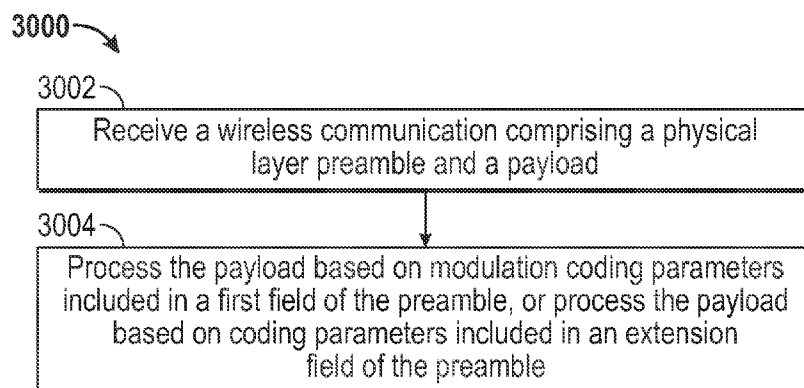 3000
3002
Receive a wireless communication comprising a physical
layer preamble and a payload
3004
Process the payload based on modulation coding parameters
included in a first field of the preamble, or process the payload
based on coding parameters included in an extension
field of the preamble